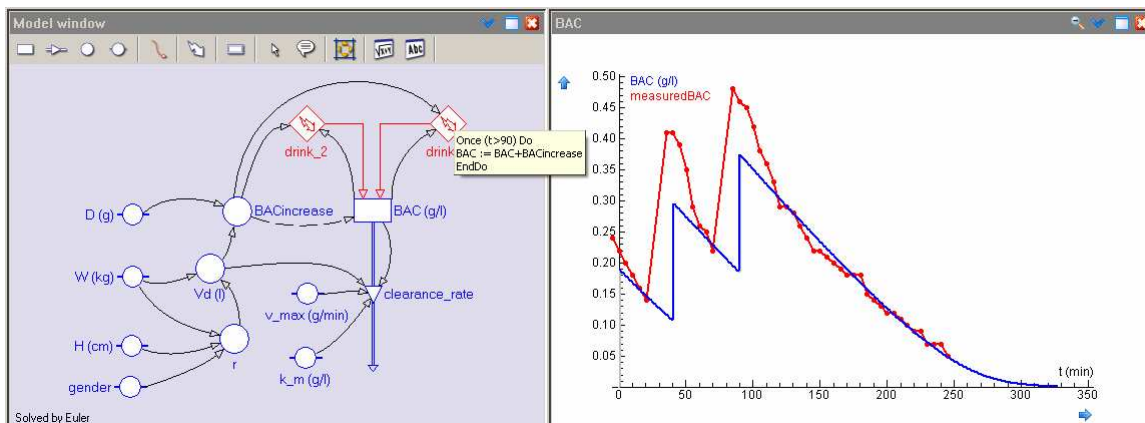 Model window
√xyt
Abc
drink_2
drink
Once (t>90) Do
BAC := BAC+BACincrease
EndDo
D (g)
BACincrease
BAC (g/l)
W (kg)
Vd (l)
clearance_rate
v_max (g/min)
H (cm)
r
k_m (g/l)
gender
Solved by Euler
BAC
0.50
BAC (g/l)
measuredBAC
0.45
0.40
0.35
0.30
0.25
0.20
0.15
0.10
0.05
t (min)
0
50
100
150
200
250
300
350